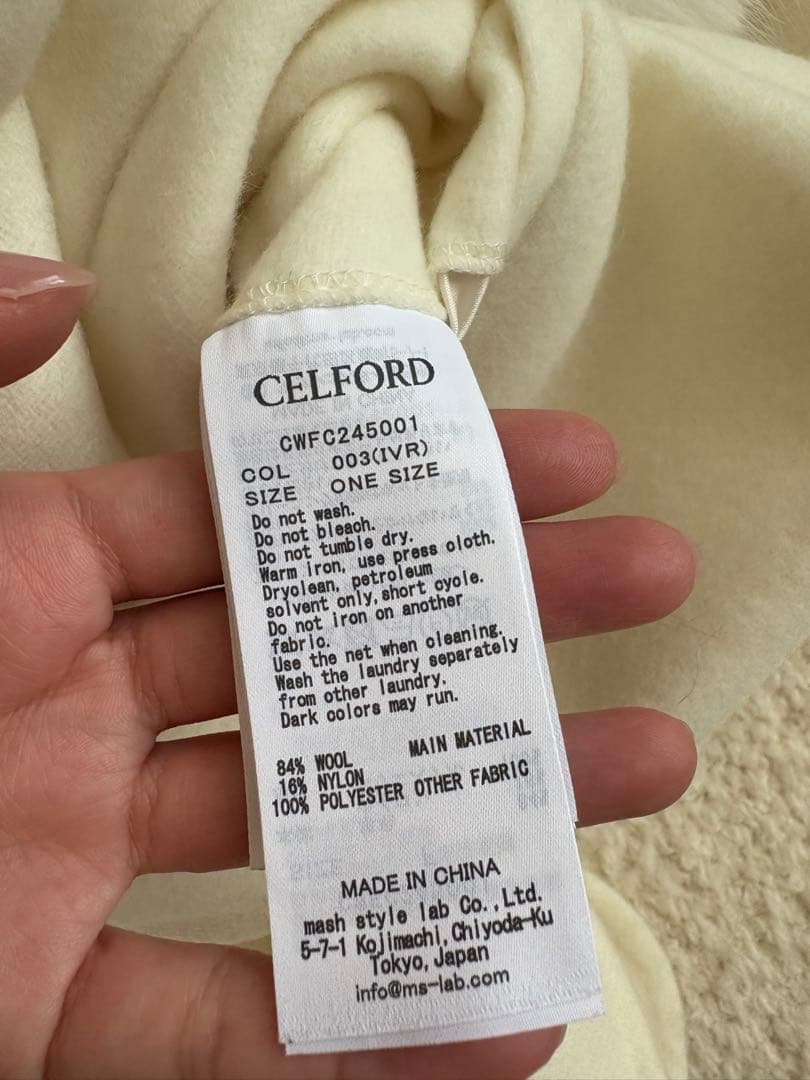 CELFORD
CWFC245001
COL 003(IVR)
SIZE ONE SIZE
Do not wash.
Do not bleach.
Do not tumble dry.
Warm iron, use press cloth.
Dryclean, petroleum
solvent only, short cycle.
Do not iron on another
fabric.
Use the net when cleaning.
Wash the laundry separately
from other laundry.
Dark colors may run.
84% WOOL MAIN MATERIAL
16% NYLON
100% POLYESTER OTHER FABRIC
MADE IN CHINA
mash style lab Co.,Ltd.
5-7-1 Kojimachi,Chiyoda-Ku
Tokyo,Japan
info@ms-lab.com